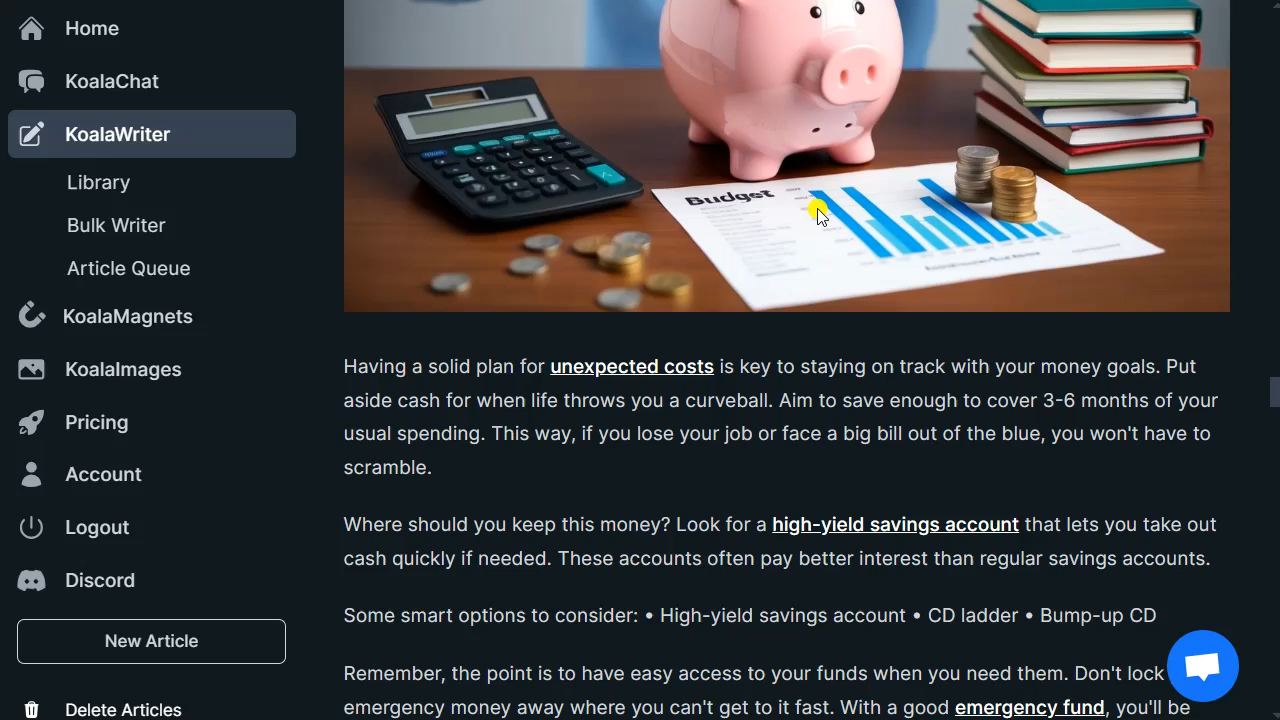 Home
KoalaChat
KoalaWriter
Library
Bulk Writer
Article Queue
KoalaMagnets
KoalaImages
Pricing
Account
Logout
Discord
New Article
Delete Articles
Budget
Having a solid plan for unexpected costs is key to staying on track with your money goals. Put
aside cash for when life throws you a curveball. Aim to save enough to cover 3-6 months of your
usual spending. This way, if you lose your job or face a big bill out of the blue, you won't have to
scramble.
Where should you keep this money? Look for a high-yield savings account that lets you take out
cash quickly if needed. These accounts often pay better interest than regular savings accounts.
Some smart options to consider: • High-yield savings account • CD ladder • Bump-up CD
Remember, the point is to have easy access to your funds when you need them. Don't lock
emergency money away where you can't get to it fast. With a good emergency fund, you'll be